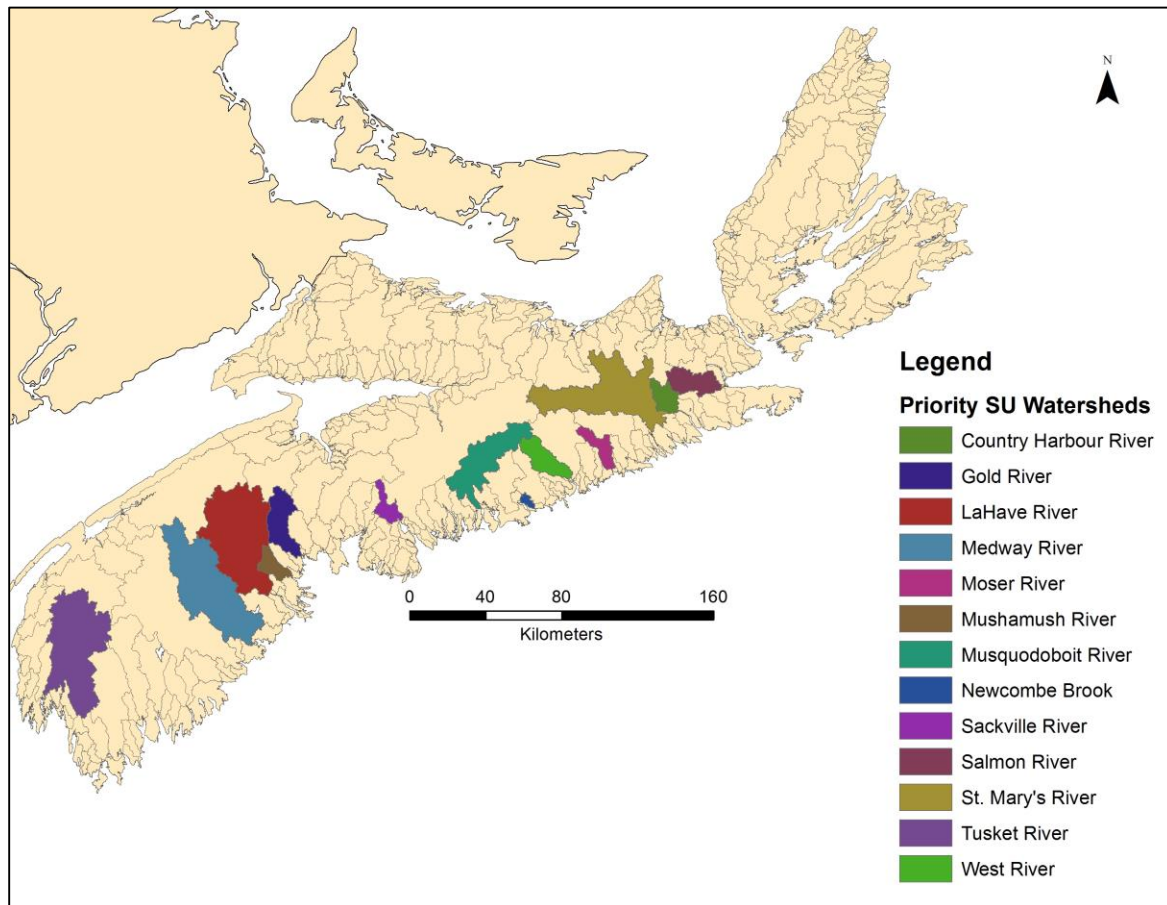 N
Legend
Priority SU Watersheds
Country Harbour River
Gold River
LaHave River
Medway River
Moser River
Mushamush River
Musquodoboit River
Newcombe Brook
Sackville River
Salmon River
St. Mary's River
Tusket River
West River
0 40 80 160
Kilometers